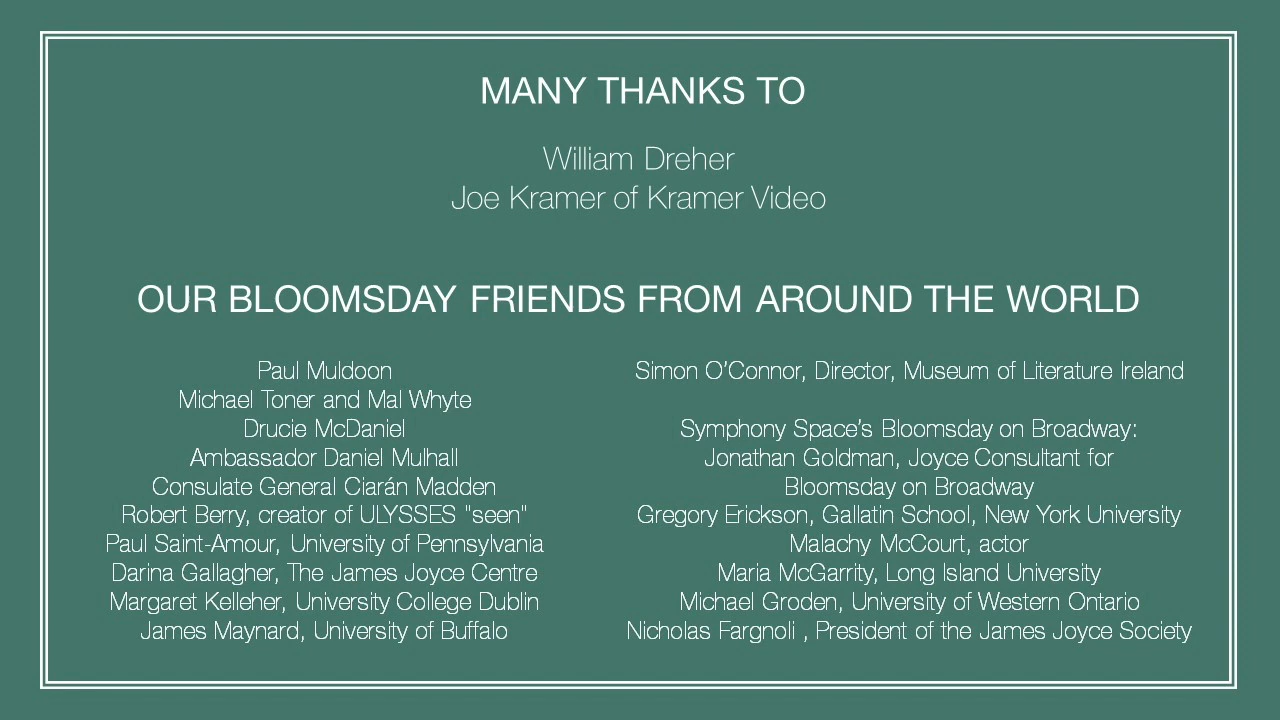 MANY THANKS TO
William Dreher
Joe Kramer of Kramer Video
OUR BLOOMSDAY FRIENDS FROM AROUND THE WORLD
Paul Muldoon
Michael Toner and Mal Whyte
Drucie McDaniel
Ambassador Daniel Mulhall
Consulate General Ciarán Madden
Robert Berry, creator of ULYSSES "seen"
Paul Saint-Amour, University of Pennsylvania
Darina Gallagher, The James Joyce Centre
Margaret Kelleher, University College Dublin
James Maynard, University of Buffalo
Simon O’Connor, Director, Museum of Literature Ireland
Symphony Space’s Bloomsday on Broadway:
Jonathan Goldman, Joyce Consultant for
Bloomsday on Broadway
Gregory Erickson, Gallatin School, New York University
Malachy McCourt, actor
Maria McGarrity, Long Island University
Michael Groden, University of Western Ontario
Nicholas Fargnoli , President of the James Joyce Society